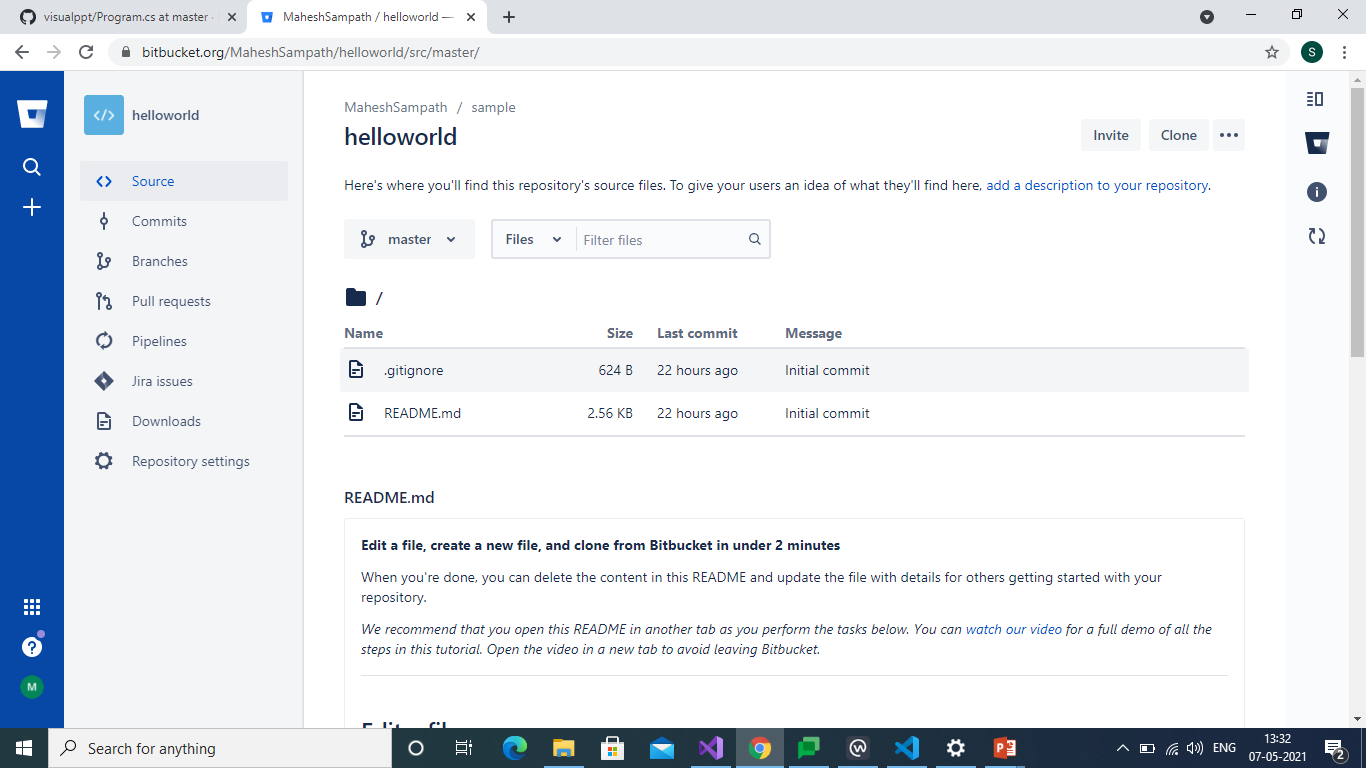 visualppt/Program.cs at master
MaheshSampath / helloworld —
bitbucket.org/MaheshSampath/helloworld/src/master/
S
helloworld
Source
Commits
Branches
Pull requests
Pipelines
Jira issues
Downloads
Repository settings
M
MaheshSampath / sample
helloworld
Invite Clone
Here's where you'll find this repository's source files. To give your users an idea of what they'll find here, add a description to your repository.
master Files Filter files
/
Name Size Last commit Message
.gitignore 624 B 22 hours ago Initial commit
README.md 2.56 KB 22 hours ago Initial commit
README.md
Edit a file, create a new file, and clone from Bitbucket in under 2 minutes
When you're done, you can delete the content in this README and update the file with details for others getting started with your
repository.
We recommend that you open this README in another tab as you perform the tasks below. You can watch our video for a full demo of all the
steps in this tutorial. Open the video in a new tab to avoid leaving Bitbucket.
Edit a file
Search for anything
ENG
13:32
07-05-2021
2